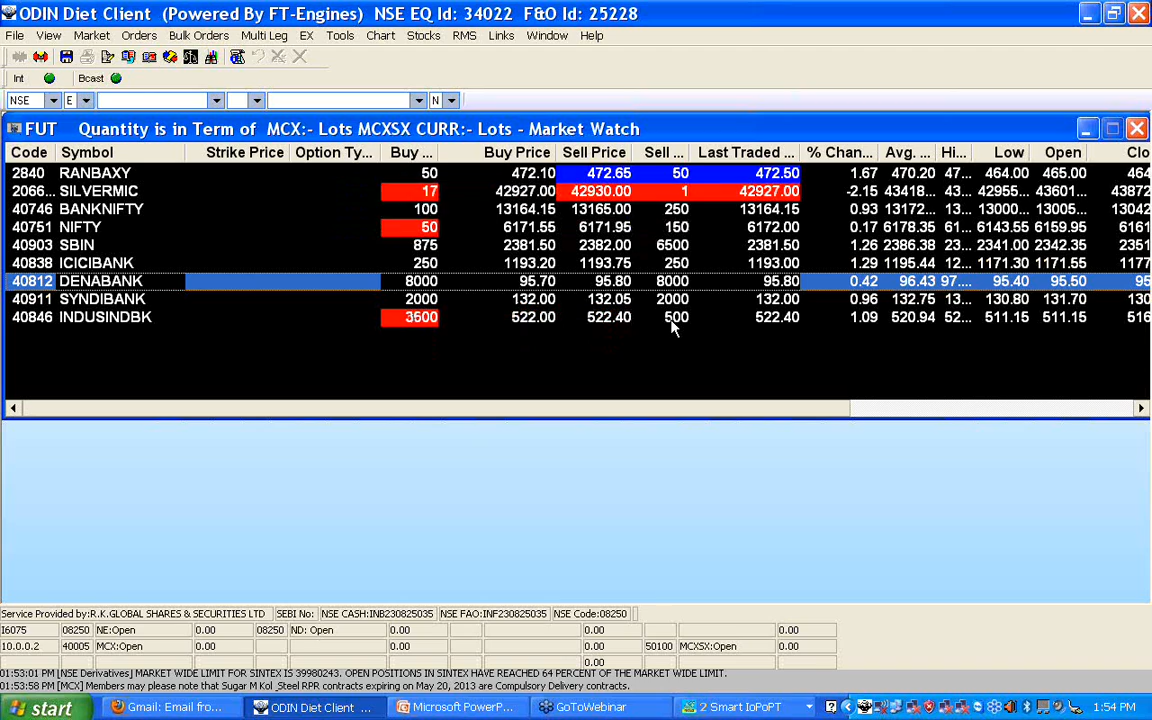 ODIN Diet Client (Powered By FT-Engines) NSE EQ Id: 34022 F&O Id: 25228
File View Market Orders Bulk Orders Multi Leg EX Tools Chart Stocks RMS Links Window Help
Int Bcast
NSE E N
FUT Quantity is in Term of MCX:- Lots MCXSX CURR:- Lots - Market Watch
Code Symbol Strike Price Option Ty... Buy ... Buy Price Sell Price Sell ... Last Traded ... % Chan... Avg. ... Hi... Low Open Clo
2840 RANBAXY 50 472.10 472.65 50 472.50 1.67 470.20 47... 464.00 465.00 464
2066... SILVERMIC 17 42927.00 42930.00 1 42927.00 -2.15 43418... 43... 42955... 43601... 43872
40746 BANKNIFTY 100 13164.15 13165.00 250 13164.15 0.93 13172... 13... 13000... 13005... 13042
40751 NIFTY 50 6171.55 6171.95 150 6172.00 0.17 6178.35 61... 6143.55 6159.95 6161
40903 SBIN 875 2381.50 2382.00 6500 2381.50 1.26 2386.38 23... 2341.00 2342.35 2351
40838 ICICIBANK 250 1193.20 1193.75 250 1193.00 1.29 1195.44 12... 1171.30 1171.30 1177
40812 DENABANK 8000 95.70 95.80 8000 95.80 0.42 96.43 97.... 95.40 95.50 95
40911 SYNDIBANK 2000 132.00 132.05 2000 132.00 0.96 132.75 13... 130.80 131.70 130
40846 INDUSINDBK 3500 522.00 522.40 500 522.40 1.09 520.94 52... 511.15 511.15 516
Service Provided by:R.K.GLOBAL SHARES & SECURITIES LTD SEBI No: NSE CASH:INB230825035 NSE FAO:INF230825035 NSE Code:08250
I6075 08250 NE:Open 0.00 08250 ND: Open 0.00 0.00 0.00
10.0.0.2 40005 MCX:Open 0.00 0.00 0.00 50100 MCXSX:Open 0.00
0.00
01:53:01 PM [NSE Derivatives] MARKET WIDE LIMIT FOR SINTEX IS 39980243. OPEN POSITIONS IN SINTEX HAVE REACHED 64 PERCENT OF THE MARKET WIDE LIMIT.
01:53:58 PM [MCX] Members may please note that Sugar M Kol_Steel RPR contracts expiring on May 20, 2013 are Compulsory Delivery contracts.
start Gmail: Email fro... ODIN Diet Client ... Microsoft PowerP... GoToWebinar 2 Smart IoPoPT 1:54 PM